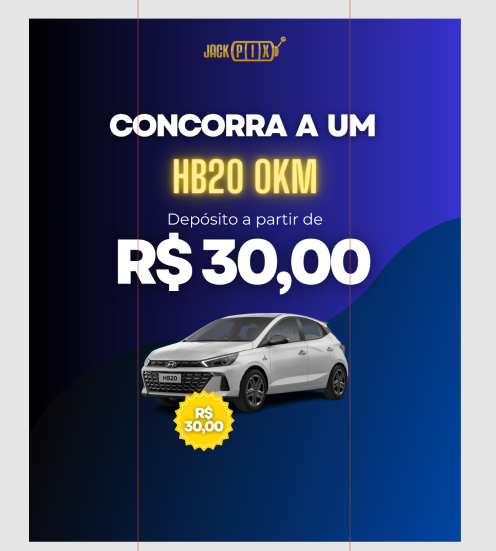 JACK PIX
CONCORRA A UM
HB20 0KM
Depósito a partir de
R$ 30,00
HB20
R$
30,00